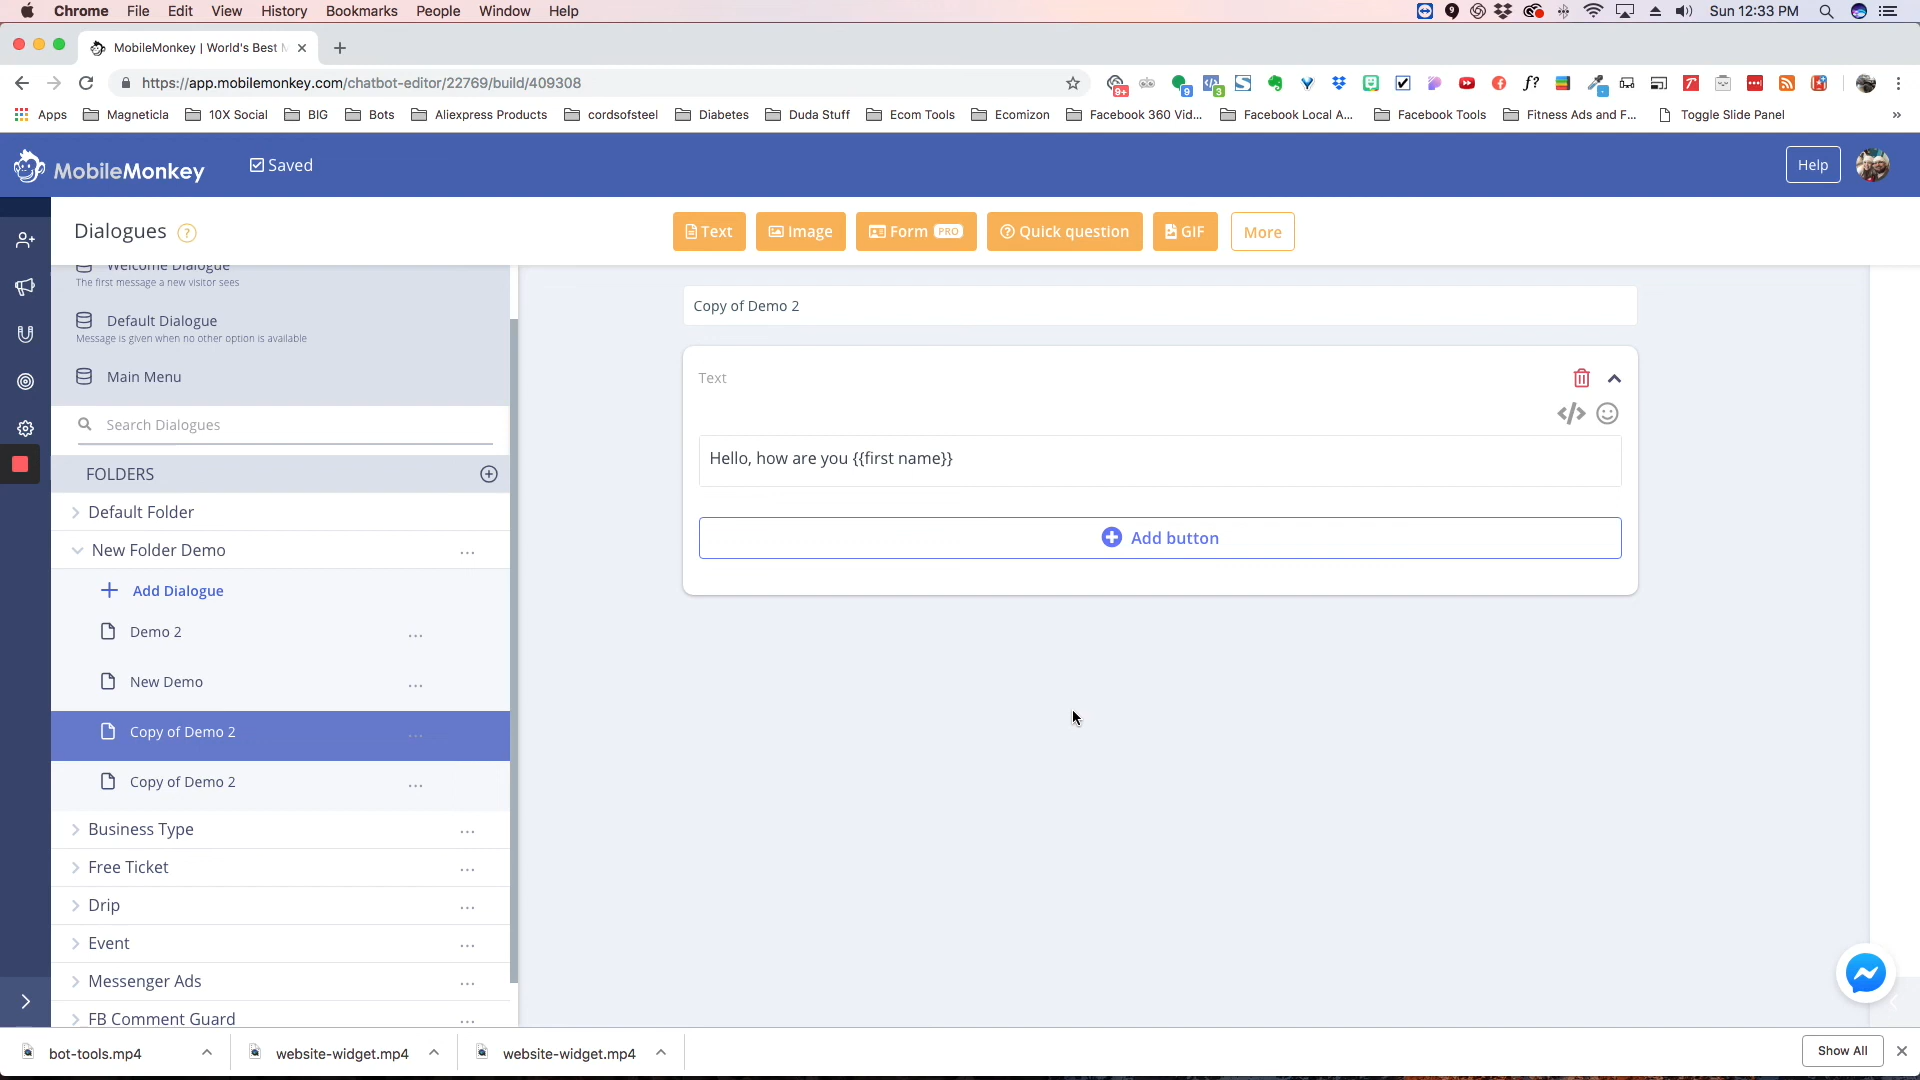 Chrome File Edit View History Bookmarks People Window Help
9
Sun 12:33 PM
MobileMonkey | World's Best M
https://app.mobilemonkey.com/chatbot-editor/22769/build/409308
9+ 9 3 f?
Apps Magneticla 10X Social BIG Bots Aliexpress Products cordsofsteel Diabetes Duda Stuff Ecom Tools Ecomizon Facebook 360 Vid... Facebook Local A... Facebook Tools Fitness Ads and F... Toggle Slide Panel »
MobileMonkey
Saved
Help
Dialogues ?
Text Image Form PRO Quick question GIF More
Welcome Dialogue
The first message a new visitor sees
Default Dialogue
Message is given when no other option is available
Main Menu
Search Dialogues
FOLDERS
Default Folder
New Folder Demo ...
Add Dialogue
Demo 2 ...
New Demo ...
Copy of Demo 2 ...
Copy of Demo 2 ...
Business Type ...
Free Ticket ...
Drip ...
Event ...
Messenger Ads ...
FB Comment Guard ...
Copy of Demo 2
Text
</>
Hello, how are you {{first name}}
Add button
bot-tools.mp4
website-widget.mp4
website-widget.mp4
Show All